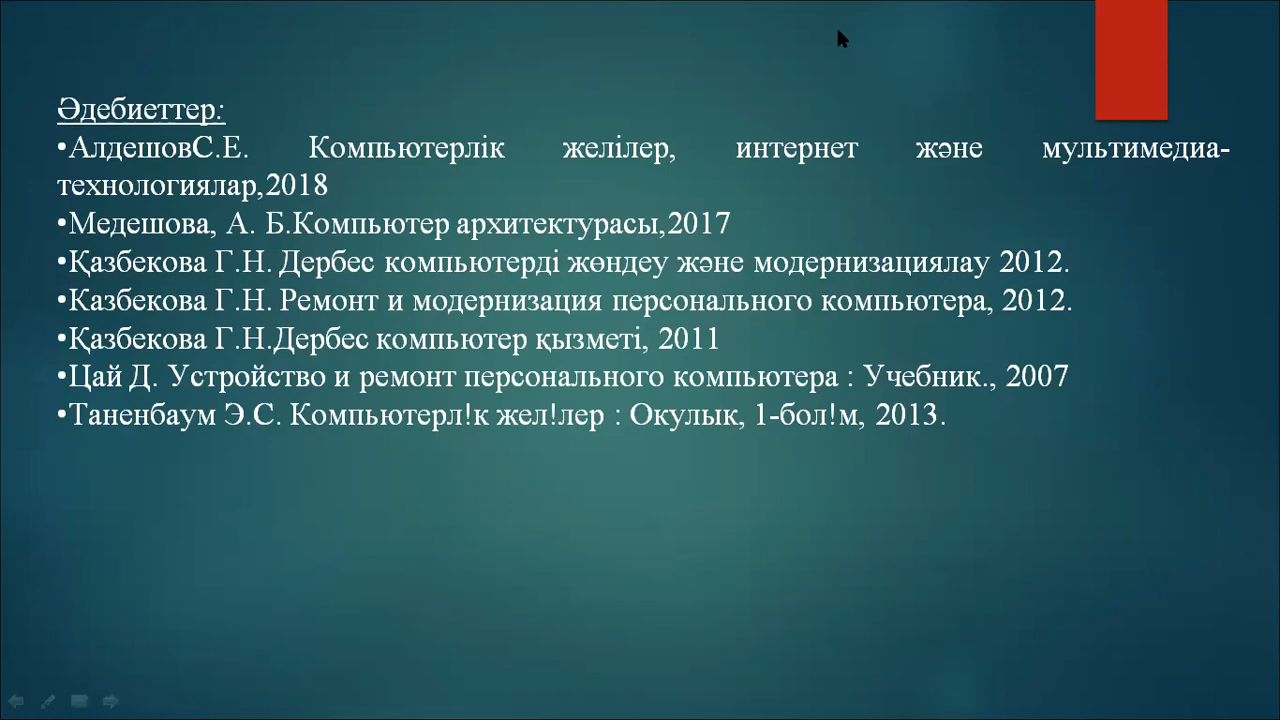 Әдебиеттер:
•АлдешовС.Е. Компьютерлік желілер, интернет және мультимедиа-
технологиялар,2018
•Медешова, А. Б.Компьютер архитектурасы,2017
•Қазбекова Г.Н. Дербес компьютерді жөндеу және модернизациялау 2012.
•Казбекова Г.Н. Ремонт и модернизация персонального компьютера, 2012.
•Қазбекова Г.Н.Дербес компьютер қызметі, 2011
•Цай Д. Устройство и ремонт персонального компьютера : Учебник., 2007
•Таненбаум Э.С. Компьютерл!к жел!лер : Окулык, 1-бол!м, 2013.